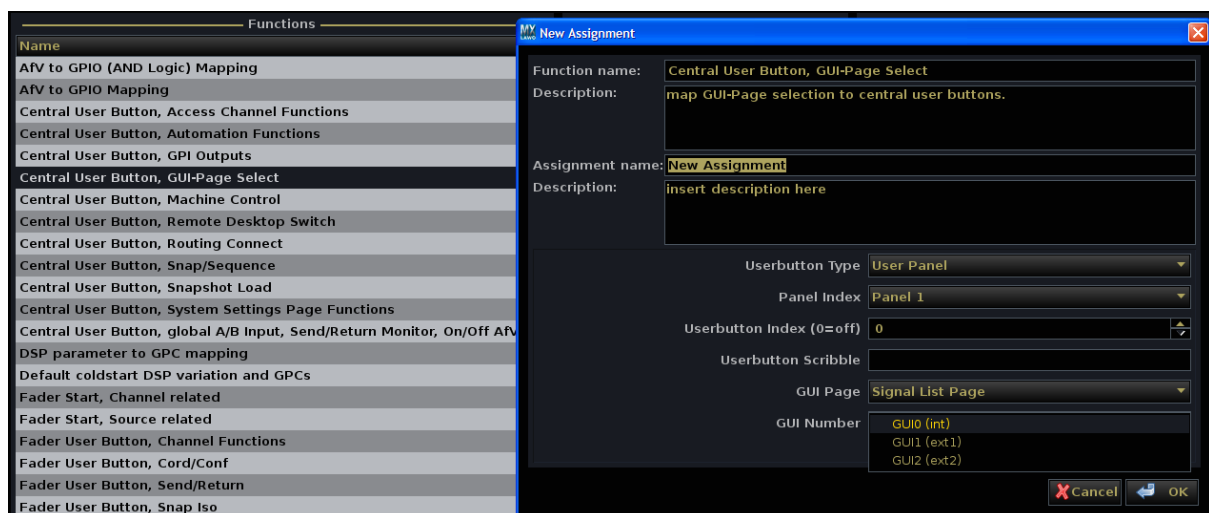 Functions
Name
AfV to GPIO (AND Logic) Mapping
AfV to GPIO Mapping
Central User Button, Access Channel Functions
Central User Button, Automation Functions
Central User Button, GPI Outputs
Central User Button, GUI-Page Select
Central User Button, Machine Control
Central User Button, Remote Desktop Switch
Central User Button, Routing Connect
Central User Button, Snap/Sequence
Central User Button, Snapshot Load
Central User Button, System Settings Page Functions
Central User Button, global A/B Input, Send/Return Monitor, On/Off AfV
DSP parameter to GPC mapping
Default coldstart DSP variation and GPCs
Fader Start, Channel related
Fader Start, Source related
Fader User Button, Channel Functions
Fader User Button, Cord/Conf
Fader User Button, Send/Return
Fader User Button, Snap Iso
MX LAWO New Assignment
Function name: Central User Button, GUI-Page Select
Description: map GUI-Page selection to central user buttons.
Assignment name: New Assignment
Description: insert description here
Userbutton Type User Panel
Panel Index Panel 1
Userbutton Index (0=off) 0
Userbutton Scribble
GUI Page Signal List Page
GUI Number GUI0 (int)
GUI1 (ext1)
GUI2 (ext2)
Cancel OK